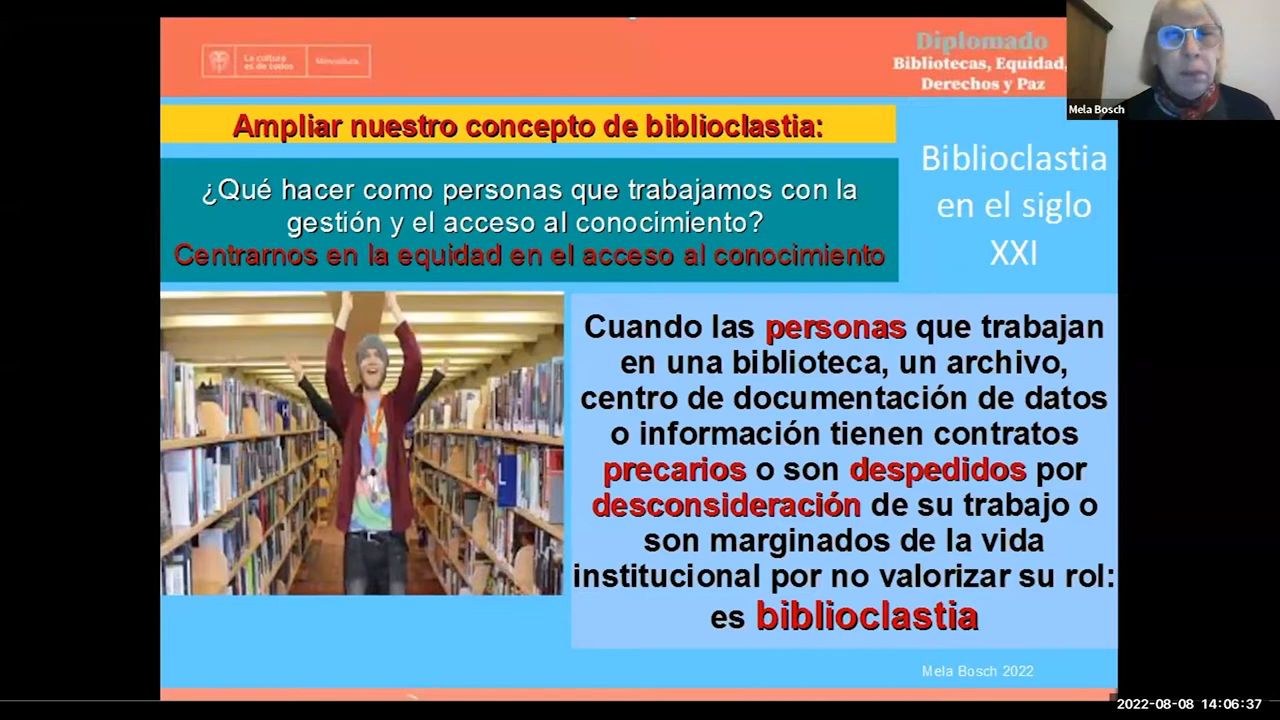 La cultura
es de todos
Mincultura
Diplomado
Bibliotecas, Equidad,
Derechos y Paz
Mela Bosch
Ampliar nuestro concepto de biblioclastia:
¿Qué hacer como personas que trabajamos con la
gestión y el acceso al conocimiento?
Centrarnos en la equidad en el acceso al conocimiento
Biblioclastia
en el siglo
XXI
Cuando las personas que trabajan
en una biblioteca, un archivo,
centro de documentación de datos
o información tienen contratos
precarios o son despedidos por
desconsideración de su trabajo o
son marginados de la vida
institucional por no valorizar su rol:
es biblioclastia
Mela Bosch 2022
2022-08-08 14:06:37